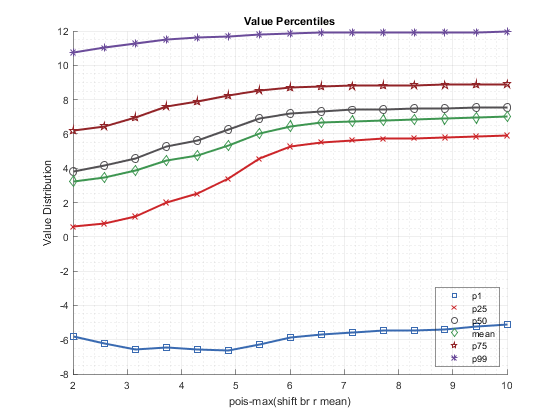 Value Percentiles
Value Distribution
12
10
8
6
4
2
0
-2
-4
-6
-8
2 3 4 5 6 7 8 9 10
pois-max(shift br r mean)
p1
p25
p50
mean
p75
p99